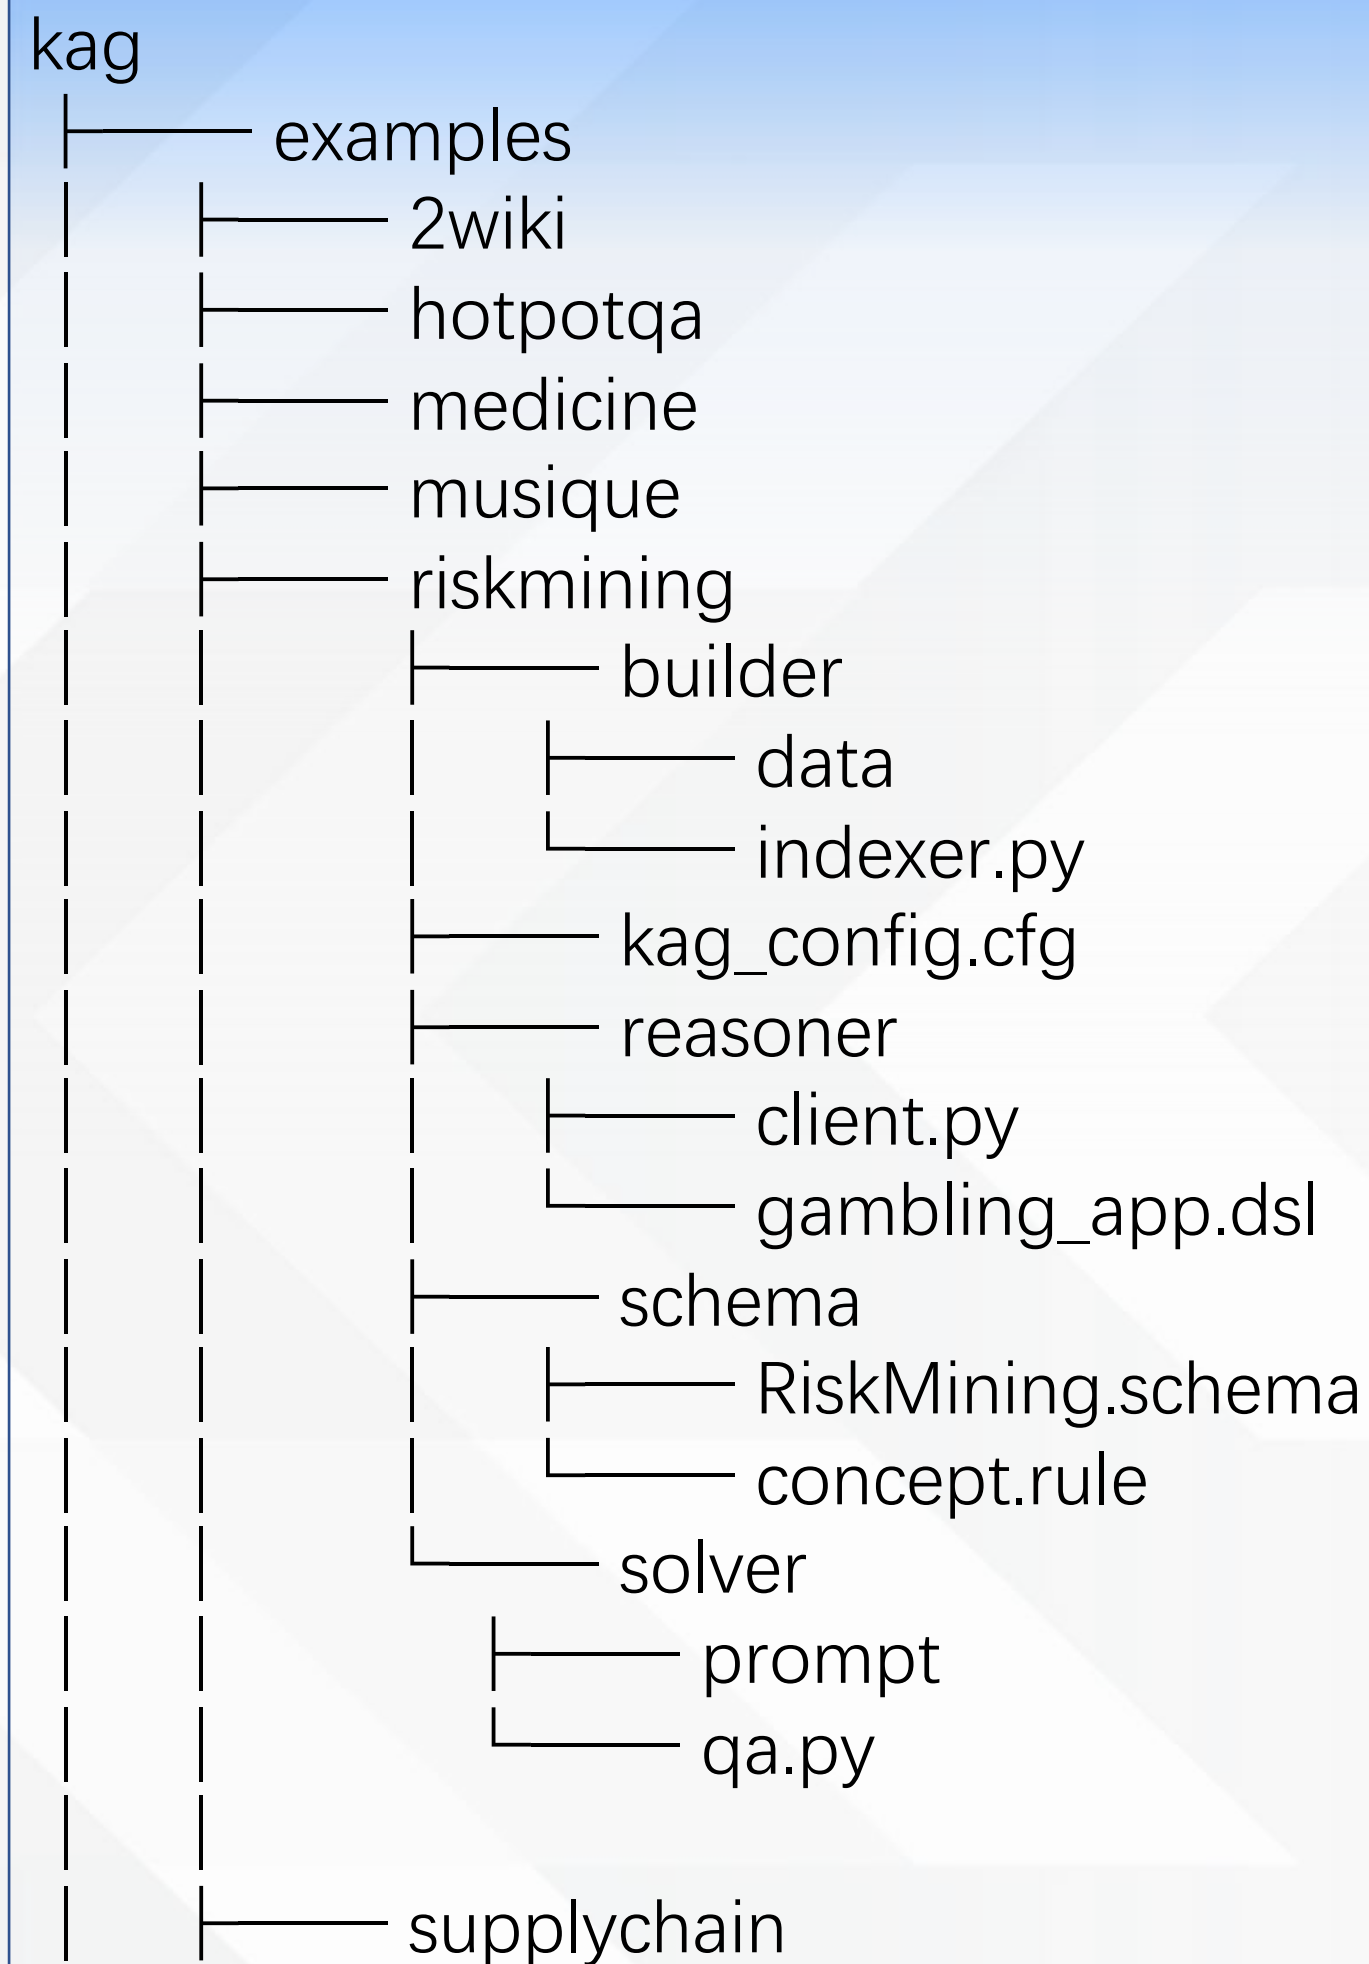 kag
examples
2wiki
hotpotqa
medicine
musique
riskmining
builder
data
indexer.py
kag_config.cfg
reasoner
client.py
gambling_app.dsl
schema
RiskMining.schema
concept.rule
solver
prompt
qa.py
supplychain